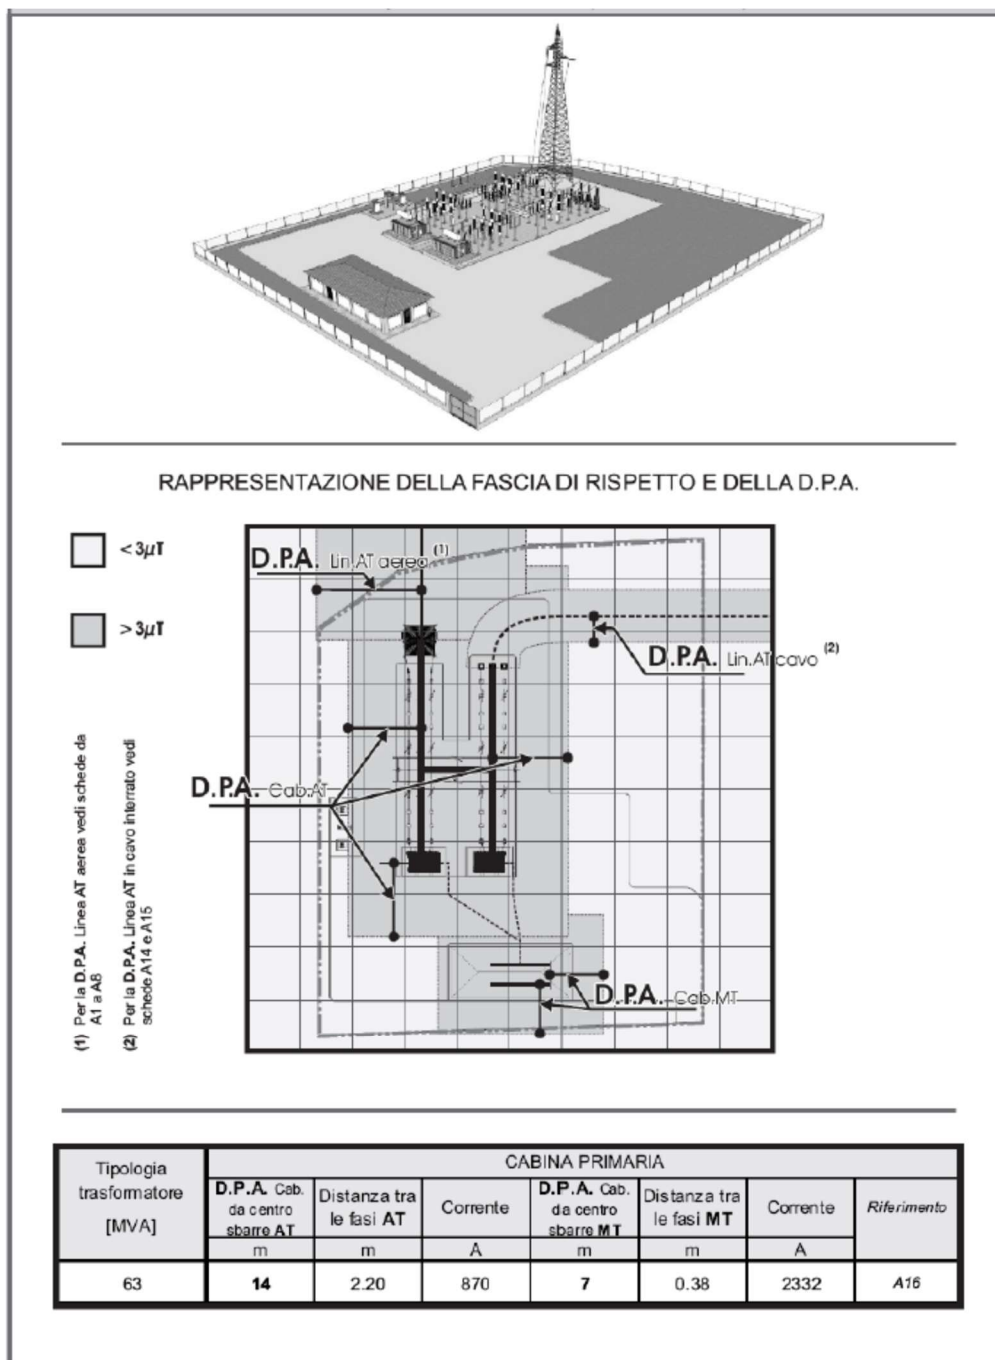 RAPPRESENTAZIONE DELLA FASCIA DI RISPETTO E DELLA D.P.A.
< 3µT
> 3µT
D.P.A. Lin.AT aerea (1)
D.P.A. Lin.AT cavo (2)
D.P.A. Cab.AT
D.P.A. Cab.MT
(1) Per la D.P.A. Linea AT aerea vedi schede da
A1 a A8
(2) Per la D.P.A. Linea AT in cavo interrato vedi
schede A14 e A15
Tipologia
trasformatore
[MVA]
CABINA PRIMARIA
D.P.A. Cab.
da centro
sbarre AT
Distanza tra
le fasi AT
Corrente
D.P.A. Cab.
da centro
sbarre MT
Distanza tra
le fasi MT
Corrente
Riferimento
m m A m m A
63 14 2.20 870 7 0.38 2332 A16